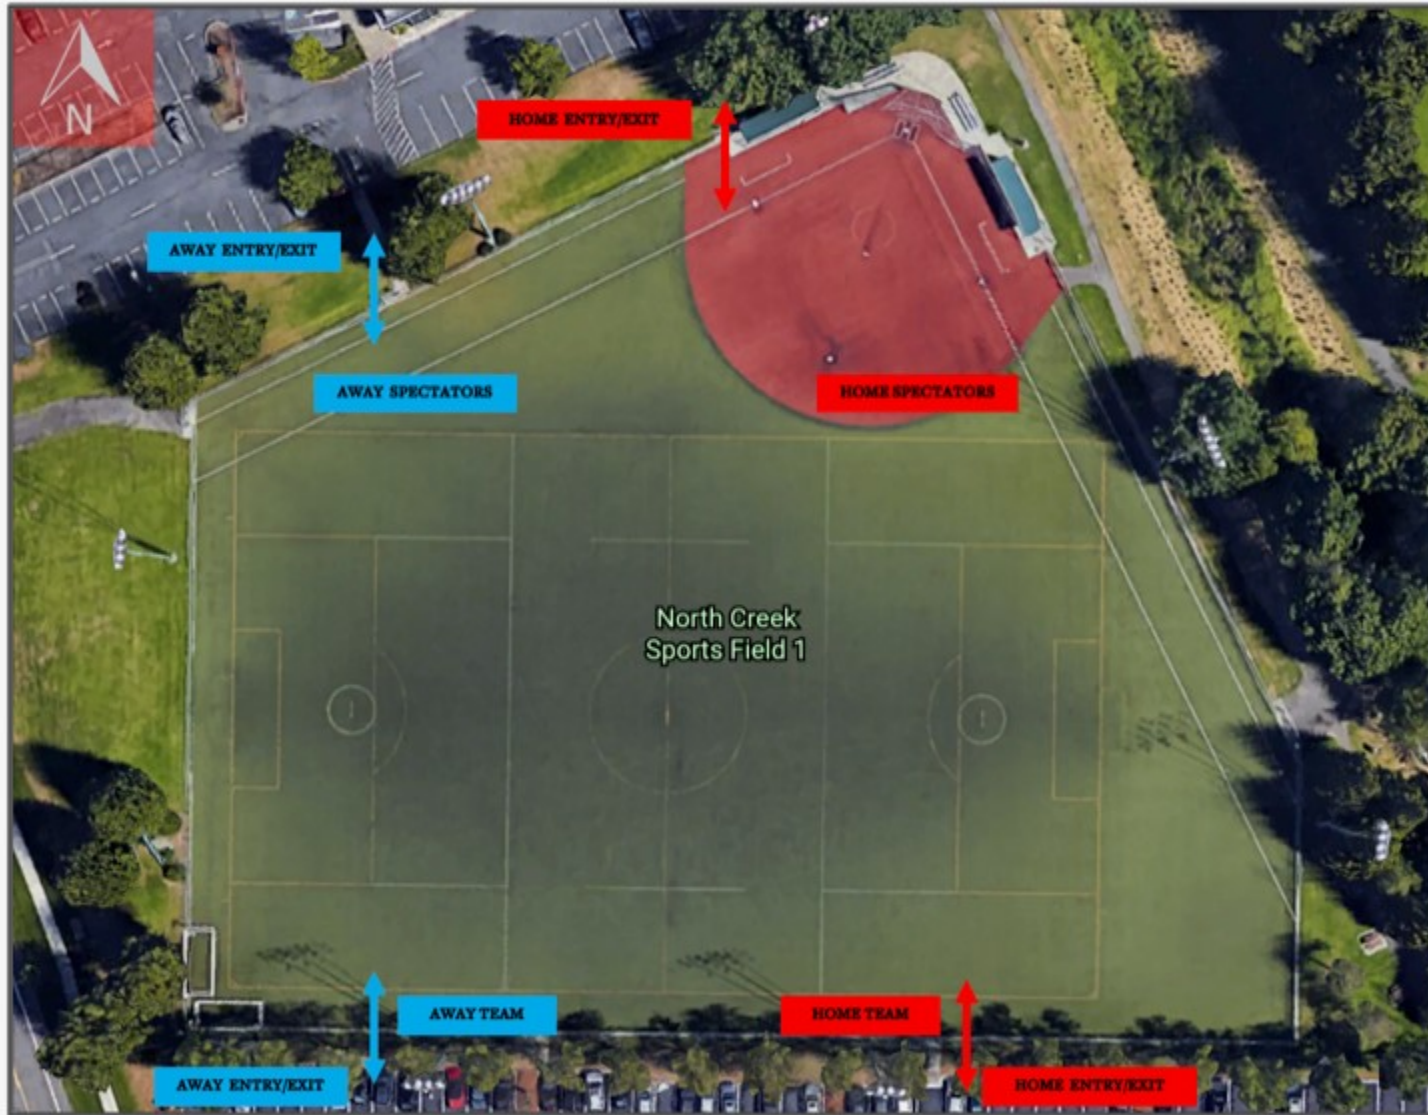 N
HOME ENTRY/EXIT
AWAY ENTRY/EXIT
AWAY SPECTATORS
HOME SPECTATORS
North Creek
Sports Field 1
AWAY TEAM
HOME TEAM
AWAY ENTRY/EXIT
HOME ENTRY/EXIT